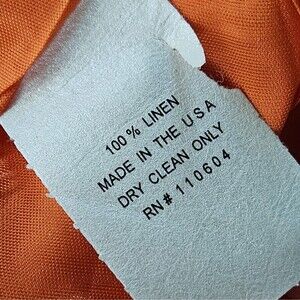 100% LINEN
MADE IN THE USA
DRY CLEAN ONLY
RN# 110604